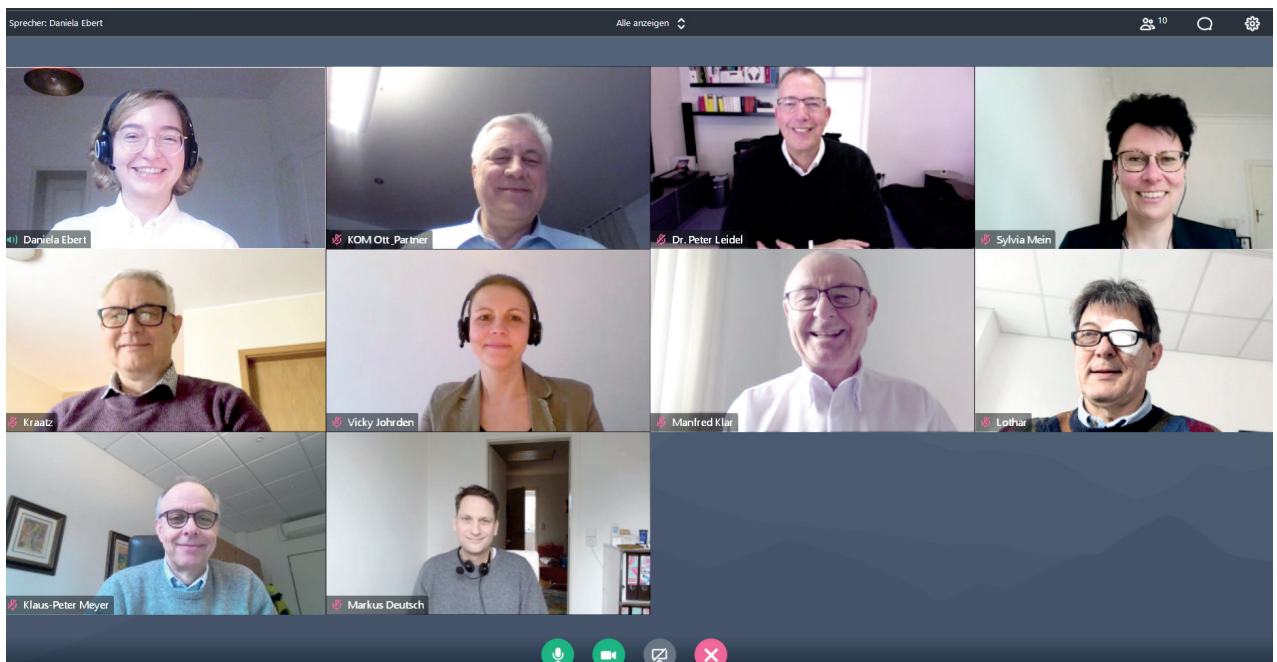 Sprecher: Daniela Ebert
Alle anzeigen
10
Daniela Ebert
KOM Ott_Partner
Dr. Peter Leidel
Sylvia Mein
Kraatz
Vicky Johrden
Manfred Klar
Lothar
Klaus-Peter Meyer
Markus Deutsch